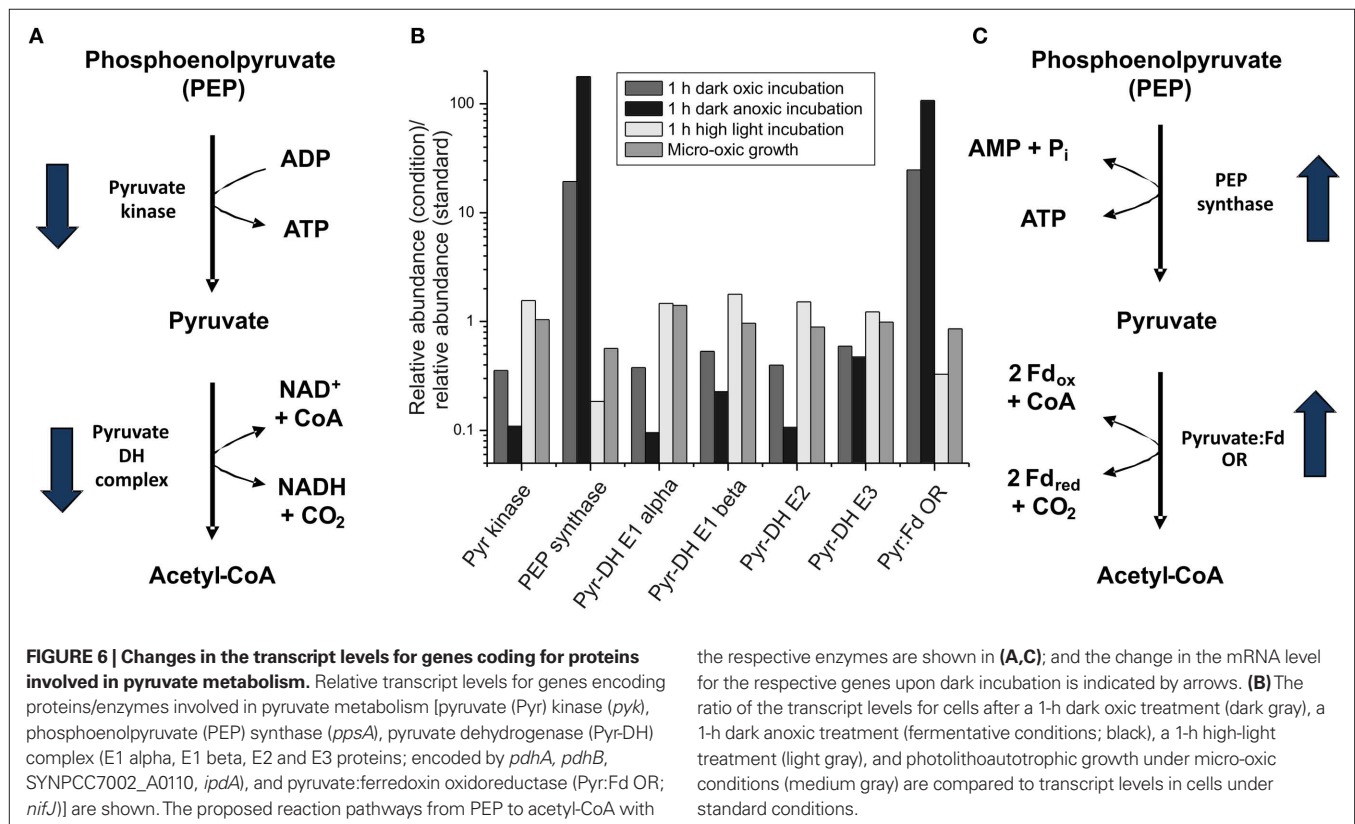 A
Phosphoenolpyruvate
(PEP)
Pyruvate
kinase
ADP
ATP
Pyruvate
Pyruvate
DH
complex
NAD⁺
+ CoA
NADH
+ CO₂
Acetyl-CoA
B
Relative abundance (condition)/
relative abundance (standard)
100
10
1
0.1
1 h dark oxic incubation
1 h dark anoxic incubation
1 h high light incubation
Micro-oxic growth
Pyr kinase
PEP synthase
Pyr-DH E1 alpha
Pyr-DH E1 beta
Pyr-DH E2
Pyr-DH E3
Pyr:Fd OR
C
Phosphoenolpyruvate
(PEP)
AMP + Pᵢ
ATP
PEP
synthase
Pyruvate
2 Fdₒₓ
+ CoA
2 Fd_red
+ CO₂
Pyruvate:Fd
OR
Acetyl-CoA
FIGURE 6 | Changes in the transcript levels for genes coding for proteins
involved in pyruvate metabolism. Relative transcript levels for genes encoding
proteins/enzymes involved in pyruvate metabolism [pyruvate (Pyr) kinase (pyk),
phosphoenolpyruvate (PEP) synthase (ppsA), pyruvate dehydrogenase (Pyr-DH)
complex (E1 alpha, E1 beta, E2 and E3 proteins; encoded by pdhA, pdhB,
SYNPCC7002_A0110, ipdA), and pyruvate:ferredoxin oxidoreductase (Pyr:Fd OR;
nifJ)] are shown. The proposed reaction pathways from PEP to acetyl-CoA with
the respective enzymes are shown in (A,C); and the change in the mRNA level
for the respective genes upon dark incubation is indicated by arrows. (B) The
ratio of the transcript levels for cells after a 1-h dark oxic treatment (dark gray), a
1-h dark anoxic treatment (fermentative conditions; black), a 1-h high-light
treatment (light gray), and photolithoautotrophic growth under micro-oxic
conditions (medium gray) are compared to transcript levels in cells under
standard conditions.